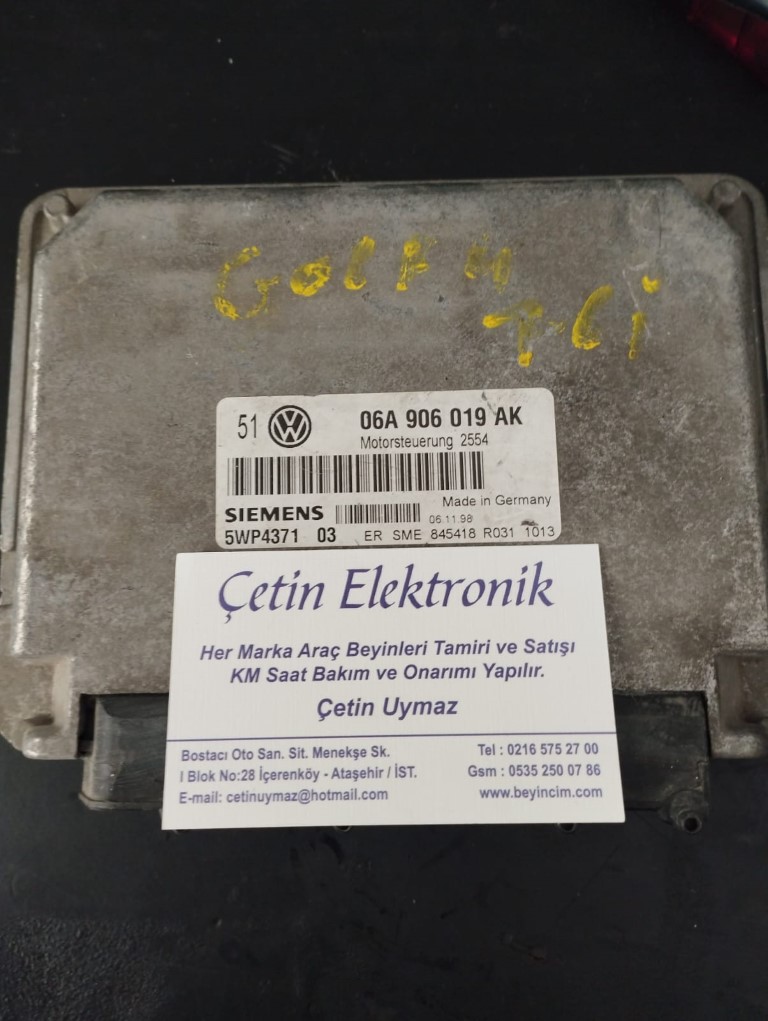 GOLF 4
1.6i
51 06A 906 019 AK
Motorsteuerung 2554
Made in Germany
SIEMENS 06.11.98
5WP4371 03 ER SME 845418 R031 1013
Çetin Elektronik
Her Marka Araç Beyinleri Tamiri ve Satışı
KM Saat Bakım ve Onarımı Yapılır.
Çetin Uymaz
Bostacı Oto San. Sit. Menekşe Sk.
I Blok No:28 İçerenköy - Ataşehir / İST.
E-mail: cetinuymaz@hotmail.com
Tel : 0216 575 27 00
Gsm : 0535 250 07 86
www.beyincim.com